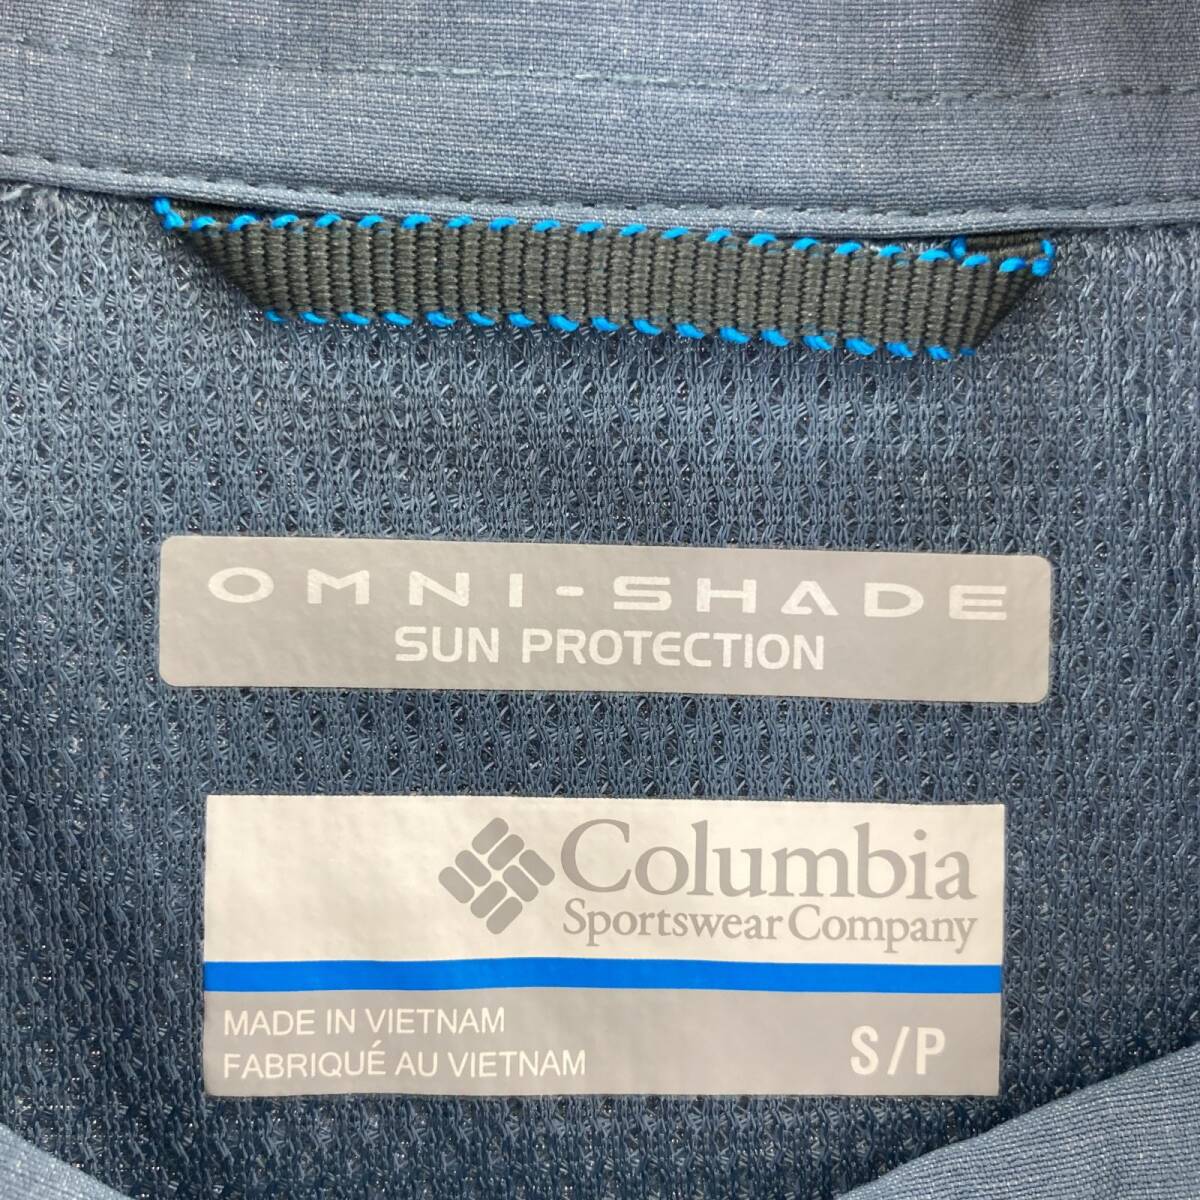 OMNI-SHADE
SUN PROTECTION
Columbia
Sportswear Company
MADE IN VIETNAM
FABRIQUÉ AU VIETNAM
S/P